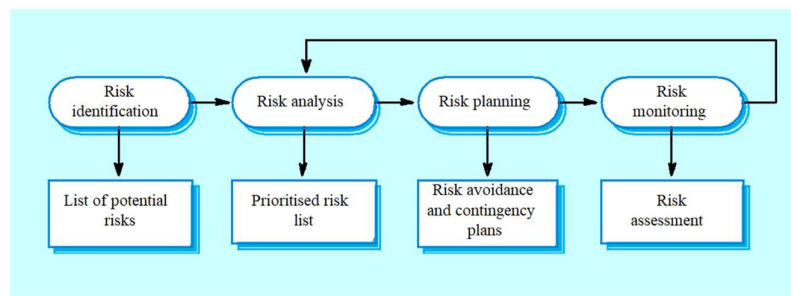 Risk
identification
Risk analysis
Risk planning
Risk
monitoring
List of potential
risks
Prioritised risk
list
Risk avoidance
and contingency
plans
Risk
assessment